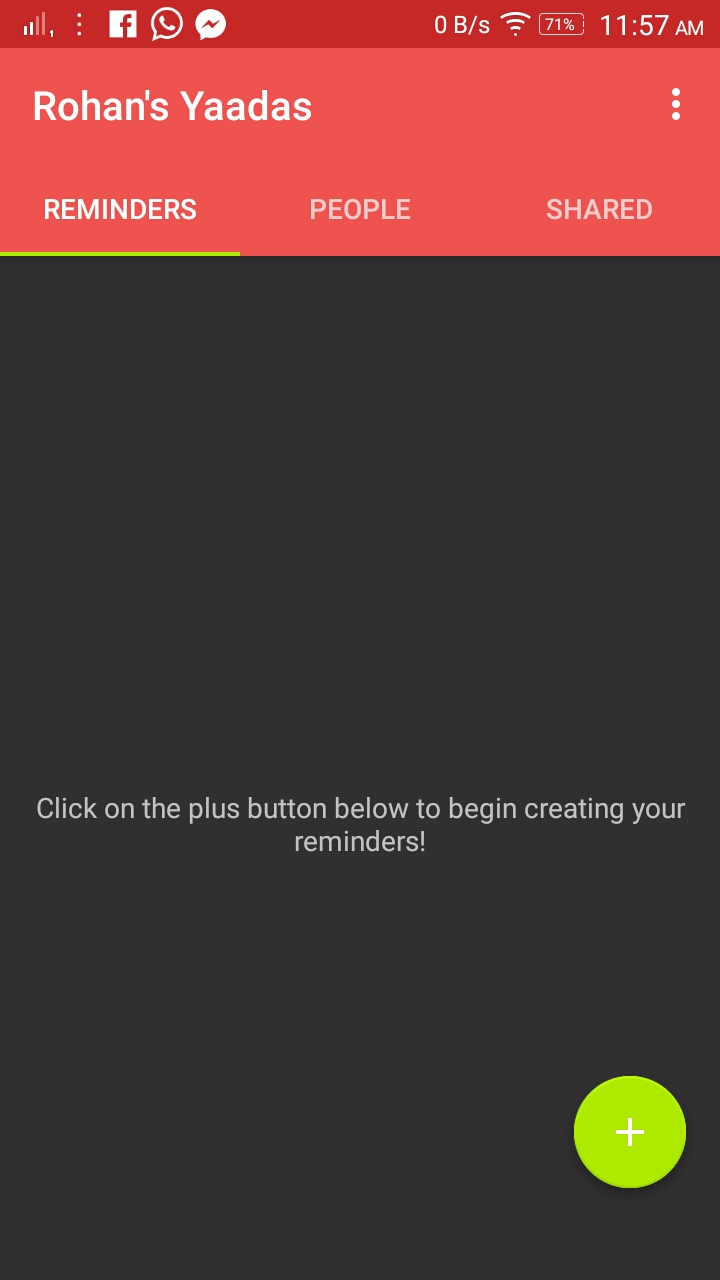 0 B/s 71% 11:57 AM
Rohan's Yaadas
REMINDERS PEOPLE SHARED
Click on the plus button below to begin creating your
reminders!